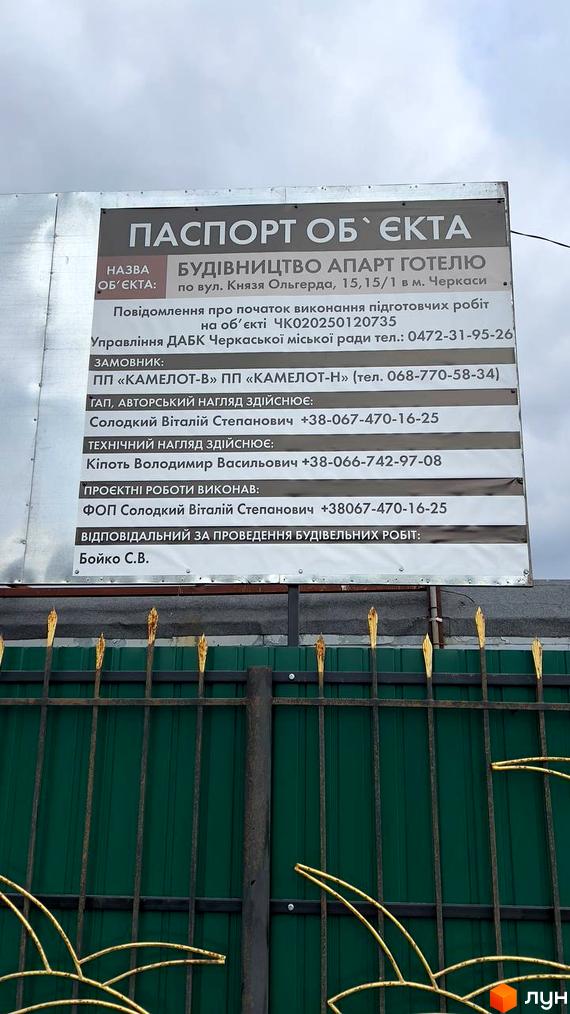 ПАСПОРТ ОБ`ЄКТА
НАЗВА ОБ'ЄКТА:
БУДІВНИЦТВО АПАРТ ГОТЕЛЮ
по вул. Князя Ольгерда, 15,15/1 в м. Черкаси
Повідомлення про початок виконання підготовчих робіт
на об'єкті ЧК020250120735
Управління ДАБК Черкаської міської ради тел.: 0472-31-95-26
ЗАМОВНИК:
ПП «КАМЕЛОТ-В» ПП «КАМЕЛОТ-Н» (тел. 068-770-58-34)
ГАП, АВТОРСЬКИЙ НАГЛЯД ЗДІЙСНЮЄ:
Солодкий Віталій Степанович +38-067-470-16-25
ТЕХНІЧНИЙ НАГЛЯД ЗДІЙСНЮЄ:
Кіпоть Володимир Васильович +38-066-742-97-08
ПРОЄКТНІ РОБОТИ ВИКОНАВ:
ФОП Солодкий Віталій Степанович +38067-470-16-25
ВІДПОВІДАЛЬНИЙ ЗА ПРОВЕДЕННЯ БУДІВЕЛЬНИХ РОБІТ:
Бойко С.В.
лун